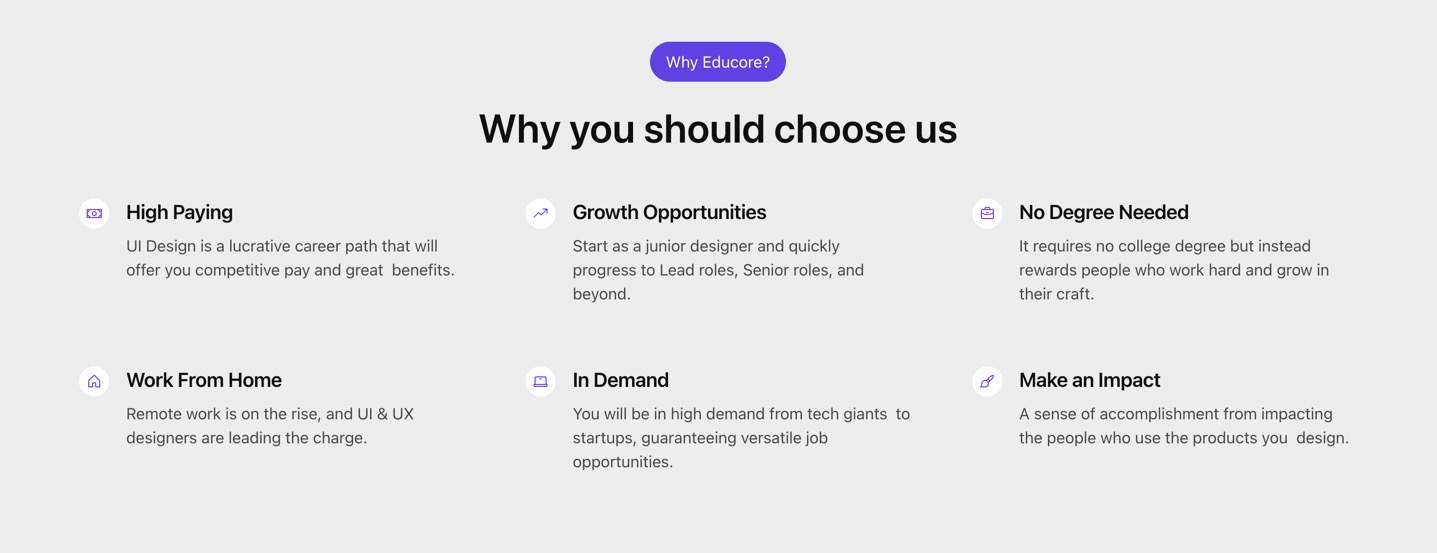 Why Educore?
Why you should choose us
High Paying
UI Design is a lucrative career path that will
offer you competitive pay and great  benefits.
Growth Opportunities
Start as a junior designer and quickly
progress to Lead roles, Senior roles, and
beyond.
No Degree Needed
It requires no college degree but instead
rewards people who work hard and grow in
their craft.
Work From Home
Remote work is on the rise, and UI & UX
designers are leading the charge.
In Demand
You will be in high demand from tech giants  to
startups, guaranteeing versatile job
opportunities.
Make an Impact
A sense of accomplishment from impacting
the people who use the products you  design.